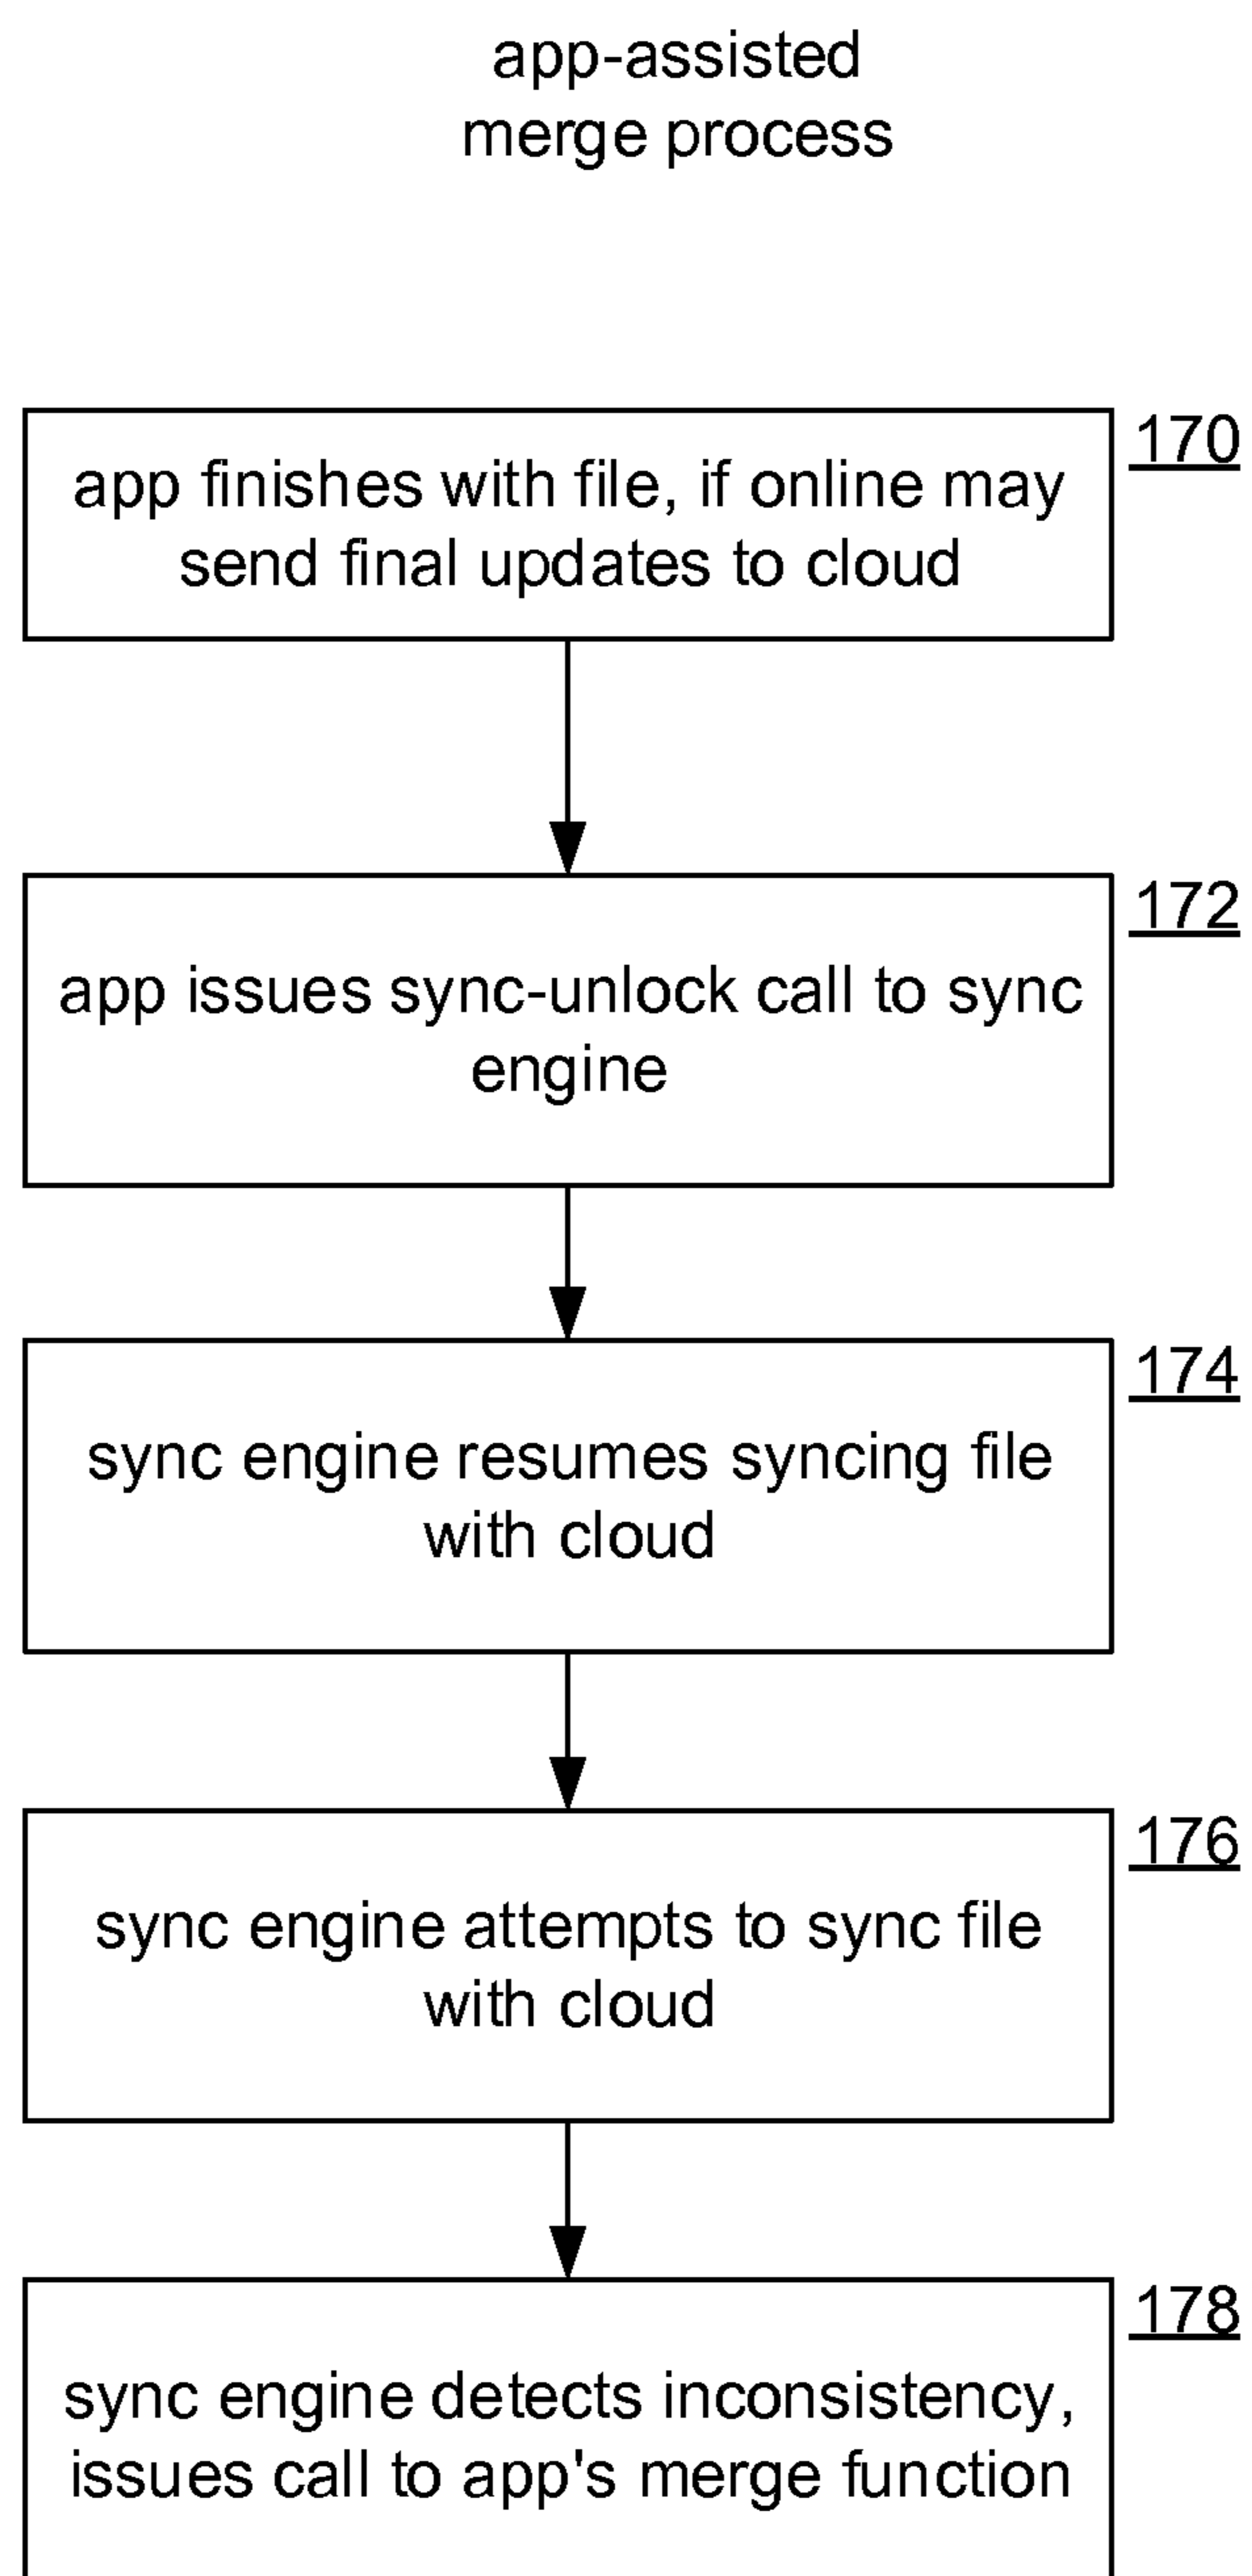 app-assisted
merge process
170
app finishes with file, if online may
send final updates to cloud
172
app issues sync-unlock call to sync
engine
174
sync engine resumes syncing file
with cloud
176
sync engine attempts to sync file
with cloud
178
sync engine detects inconsistency,
issues call to app's merge function